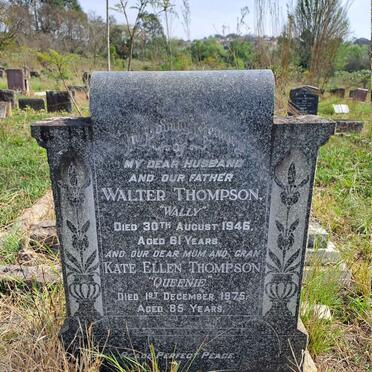 MY DEAR HUSBAND
AND OUR FATHER
WALTER THOMPSON,
"WALLY"
DIED 30TH AUGUST 1946,
AGED 61 YEARS.
AND OUR DEAR MUM AND GRAN
KATE ELLEN THOMPSON
"QUEENIE"
DIED 1ST DECEMBER 1975,
AGED 85 YEARS.
PEACE PERFECT PEACE.